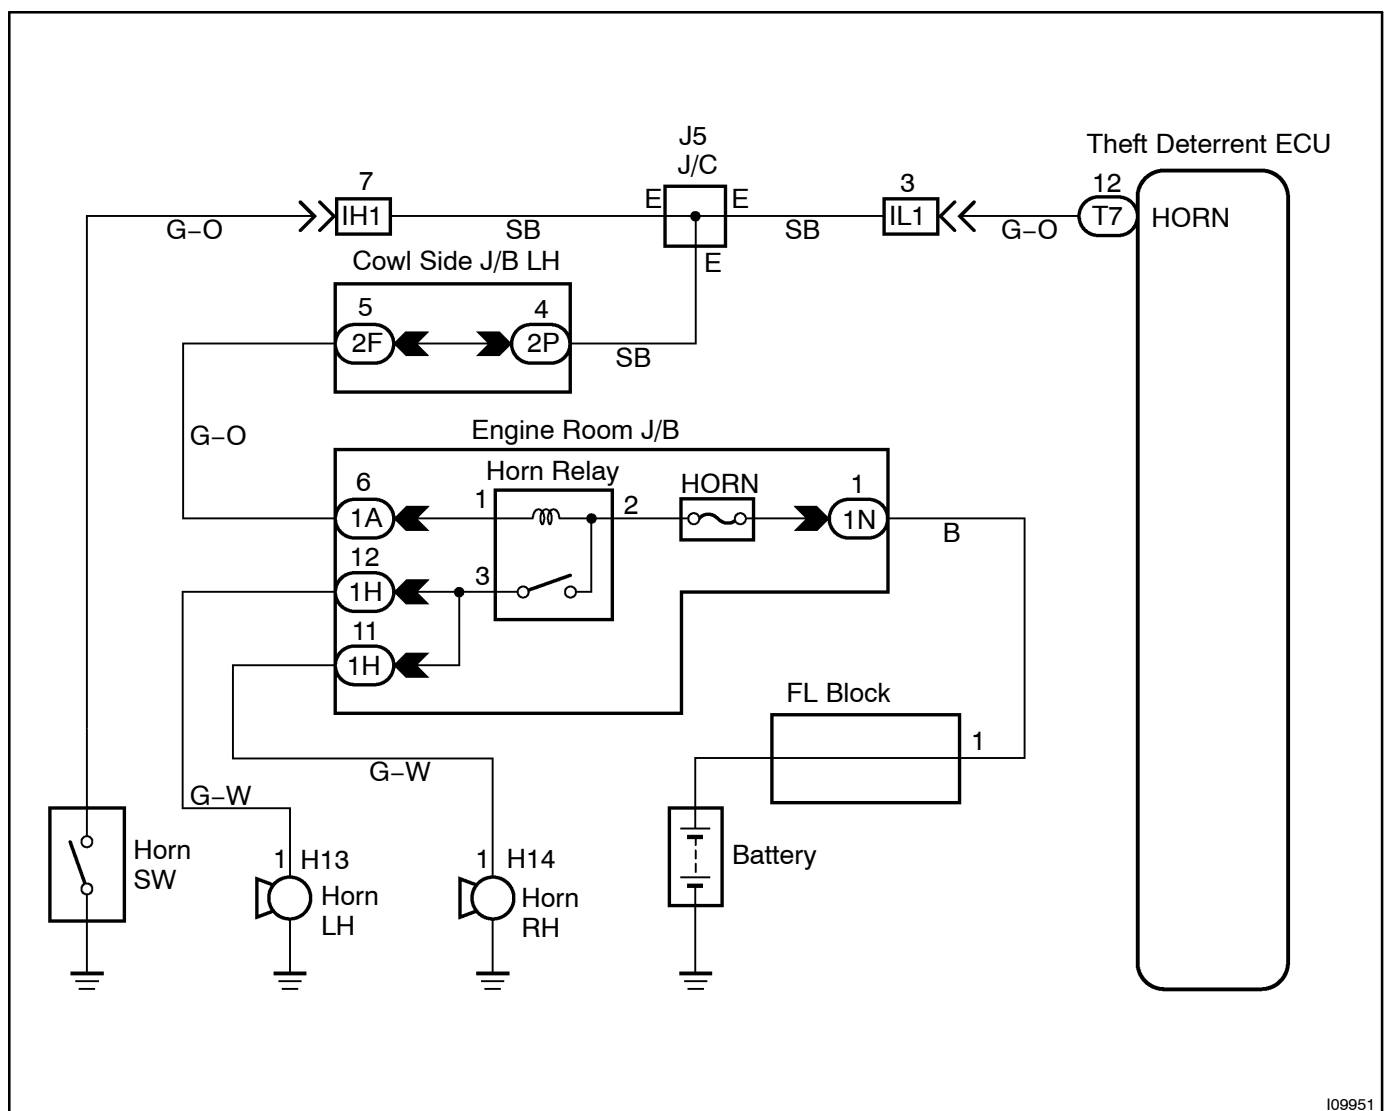 J5
J/C
Theft Deterrent ECU
7
3
12
IH1
E
E
IL1
T7
HORN
G–O
SB
SB
G–O
E
Cowl Side J/B LH
5
4
2F
2P
SB
G–O
Engine Room J/B
Horn Relay
HORN
6
1
2
1
1A
1N
B
12
3
1H
11
1H
FL Block
1
G–W
G–W
Horn
SW
1
H13
Horn
LH
1
H14
Horn
RH
Battery
I09951